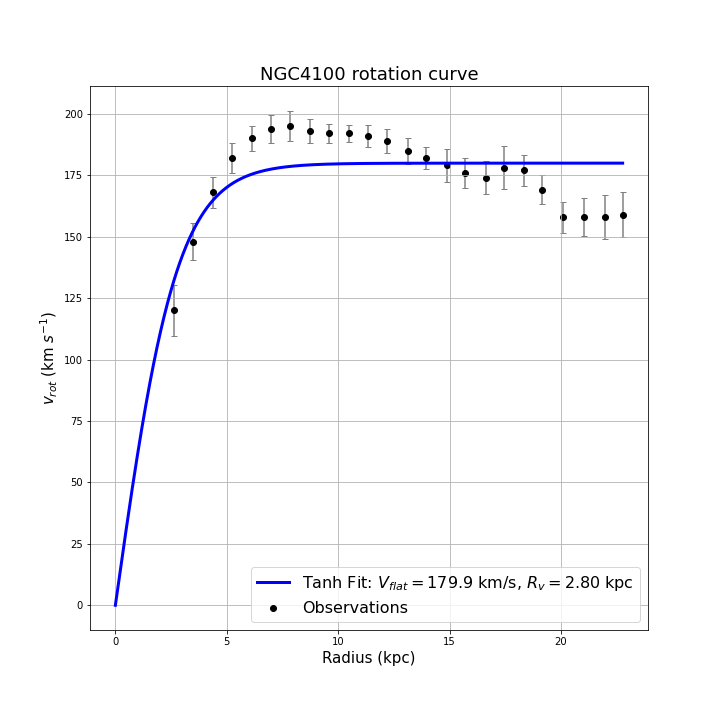 NGC4100 rotation curve
200
175
150
125
100
75
50
25
0
v_rot (km s⁻¹)
Tanh Fit: V_flat = 179.9 km/s, R_v = 2.80 kpc
Observations
0 5 10 15 20
Radius (kpc)